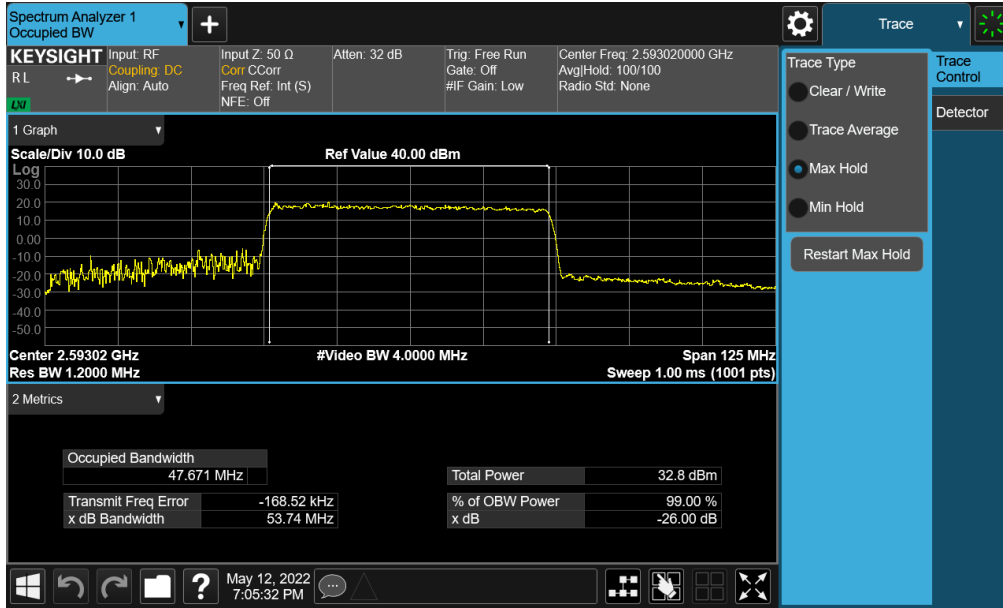 Spectrum Analyzer 1
Occupied BW
+
Trace
KEYSIGHT Input: RF Input Z: 50 Ω Atten: 32 dB Trig: Free Run Center Freq: 2.593020000 GHz
RL Coupling: DC Corr CCorr Gate: Off Avg|Hold: 100/100
Align: Auto Freq Ref: Int (S) #IF Gain: Low Radio Std: None
LXI NFE: Off
Trace Type
Clear / Write
Trace Average
Max Hold
Min Hold
Restart Max Hold
Trace
Control
Detector
1 Graph
Scale/Div 10.0 dB Ref Value 40.00 dBm
Log
30.0
20.0
10.0
0.00
-10.0
-20.0
-30.0
-40.0
-50.0
Center 2.59302 GHz #Video BW 4.0000 MHz Span 125 MHz
Res BW 1.2000 MHz Sweep 1.00 ms (1001 pts)
2 Metrics
Occupied Bandwidth
47.671 MHz Total Power 32.8 dBm
Transmit Freq Error -168.52 kHz % of OBW Power 99.00 %
x dB Bandwidth 53.74 MHz x dB -26.00 dB
? May 12, 2022
7:05:32 PM